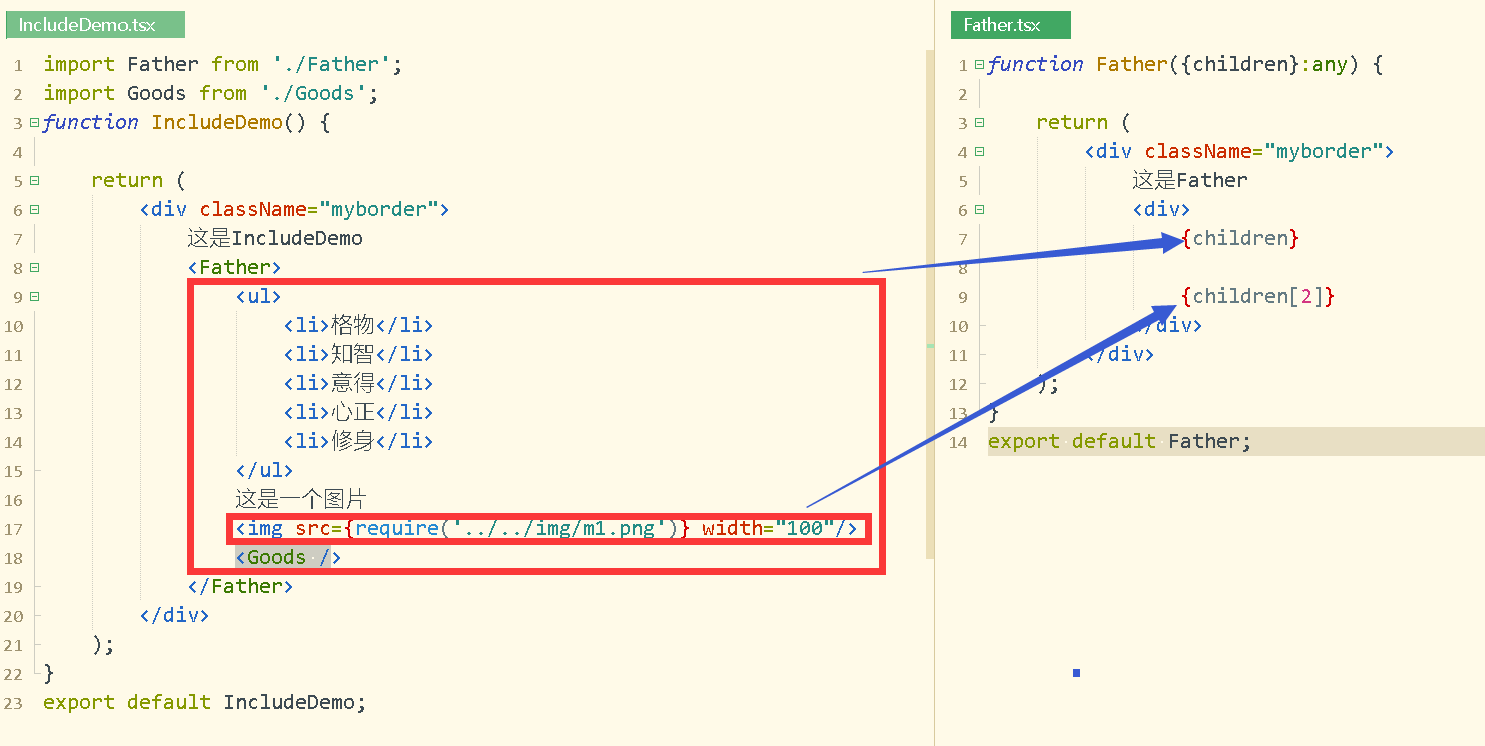 IncludeDemo.tsx
1 import Father from './Father';
2 import Goods from './Goods';
3 function IncludeDemo() {
4
5     return (
6         <div className="myborder">
7             这是IncludeDemo
8             <Father>
9                 <ul>
10                     <li>格物</li>
11                     <li>知智</li>
12                     <li>意得</li>
13                     <li>心正</li>
14                     <li>修身</li>
15                 </ul>
16                 这是一个图片
17                 <img src={require('../../img/m1.png')} width="100"/>
18                 <Goods />
19             </Father>
20         </div>
21     );
22 }
23 export default IncludeDemo;
Father.tsx
1 function Father({children}:any) {
2
3     return (
4         <div className="myborder">
5             这是Father
6             <div>
7                 {children}
8
9                 {children[2]}
10             </div>
11         </div>
12     );
13 }
14 export default Father;